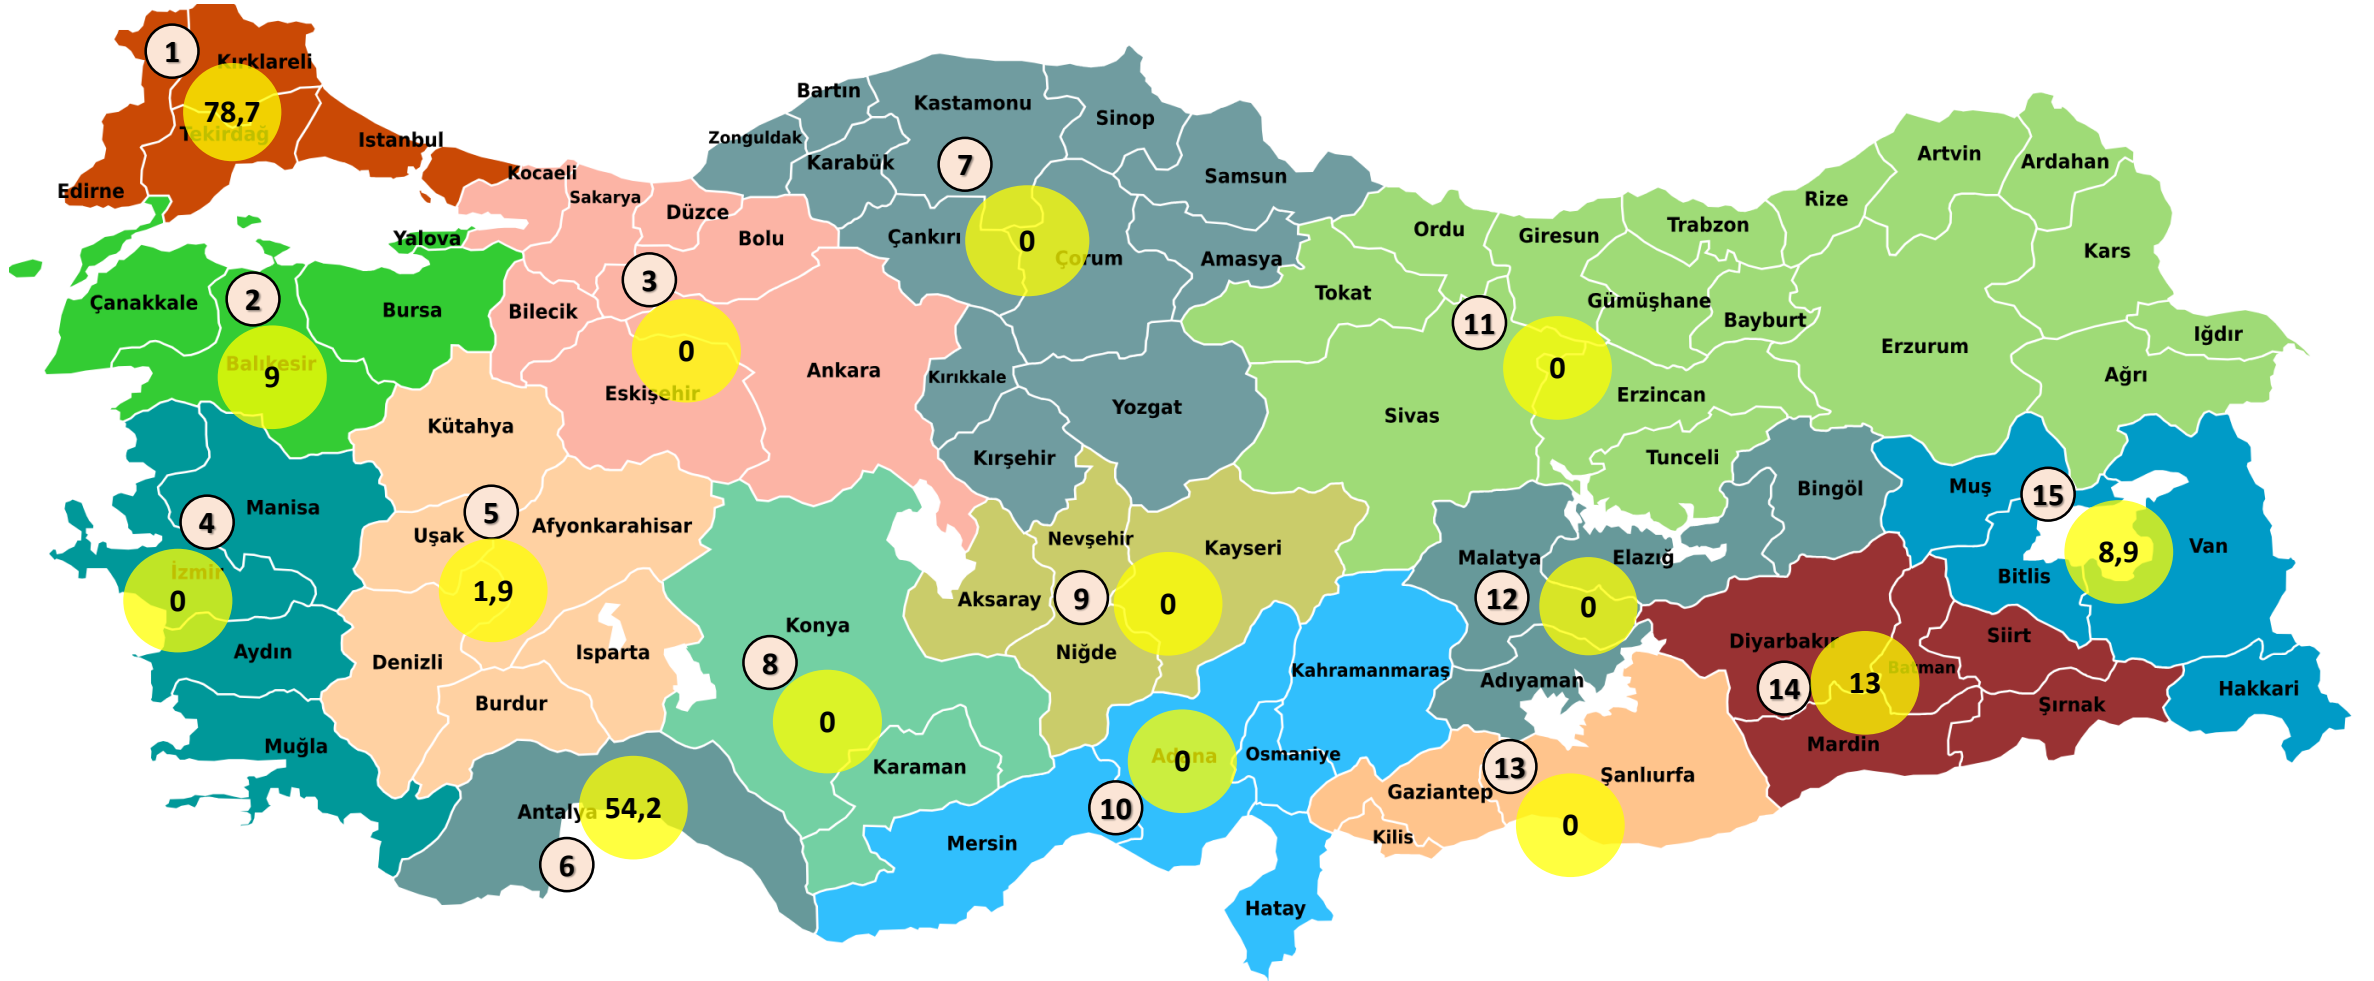 1
Kırklareli
78,7
Tekirdağ
Istanbul
Edirne
Kocaeli
Sakarya
Düzce
Bolu
Yalova
3
Bilecik
0
Eskişehir
Ankara
Çanakkale
2
Bursa
Balıkesir
9
Bartın
Kastamonu
Sinop
Zonguldak
Karabük
7
Samsun
Çankırı
0
Çorum
Amasya
Kırıkkale
Yozgat
Kırşehir
Ordu
Giresun
Trabzon
Rize
Artvin
Ardahan
Kars
Tokat
11
Gümüşhane
Bayburt
Iğdır
0
Erzurum
Ağrı
Sivas
Erzincan
Tunceli
Kütahya
5
Uşak
Afyonkarahisar
1,9
Denizli
Isparta
Burdur
Manisa
4
İzmir
0
Aydın
Muğla
Antalya
54,2
6
Konya
8
0
Karaman
Nevşehir
Kayseri
Aksaray
9
0
Niğde
Kahramanmaraş
Adana
0
Osmaniye
10
Mersin
Hatay
Bingöl
Malatya
Elazığ
12
0
Adıyaman
13
Şanlıurfa
Gaziantep
0
Kilis
Muş
15
Van
8,9
Bitlis
Hakkari
Siirt
Diyarbakır
Batman
14
13
Şırnak
Mardin